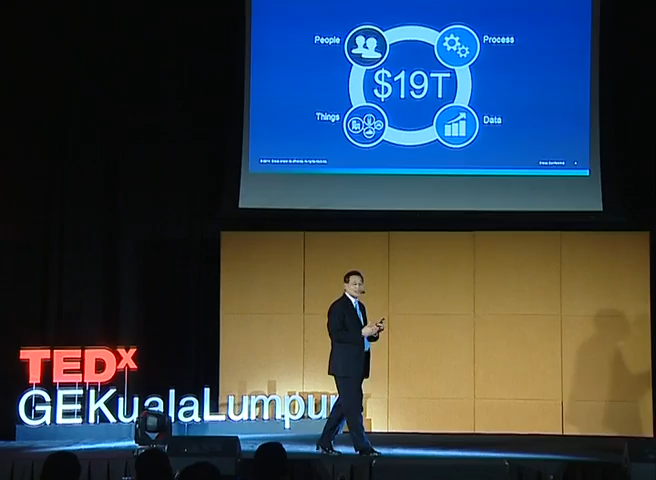 People
Process
$19T
Things
Data
TEDx
GEKualaLumpur